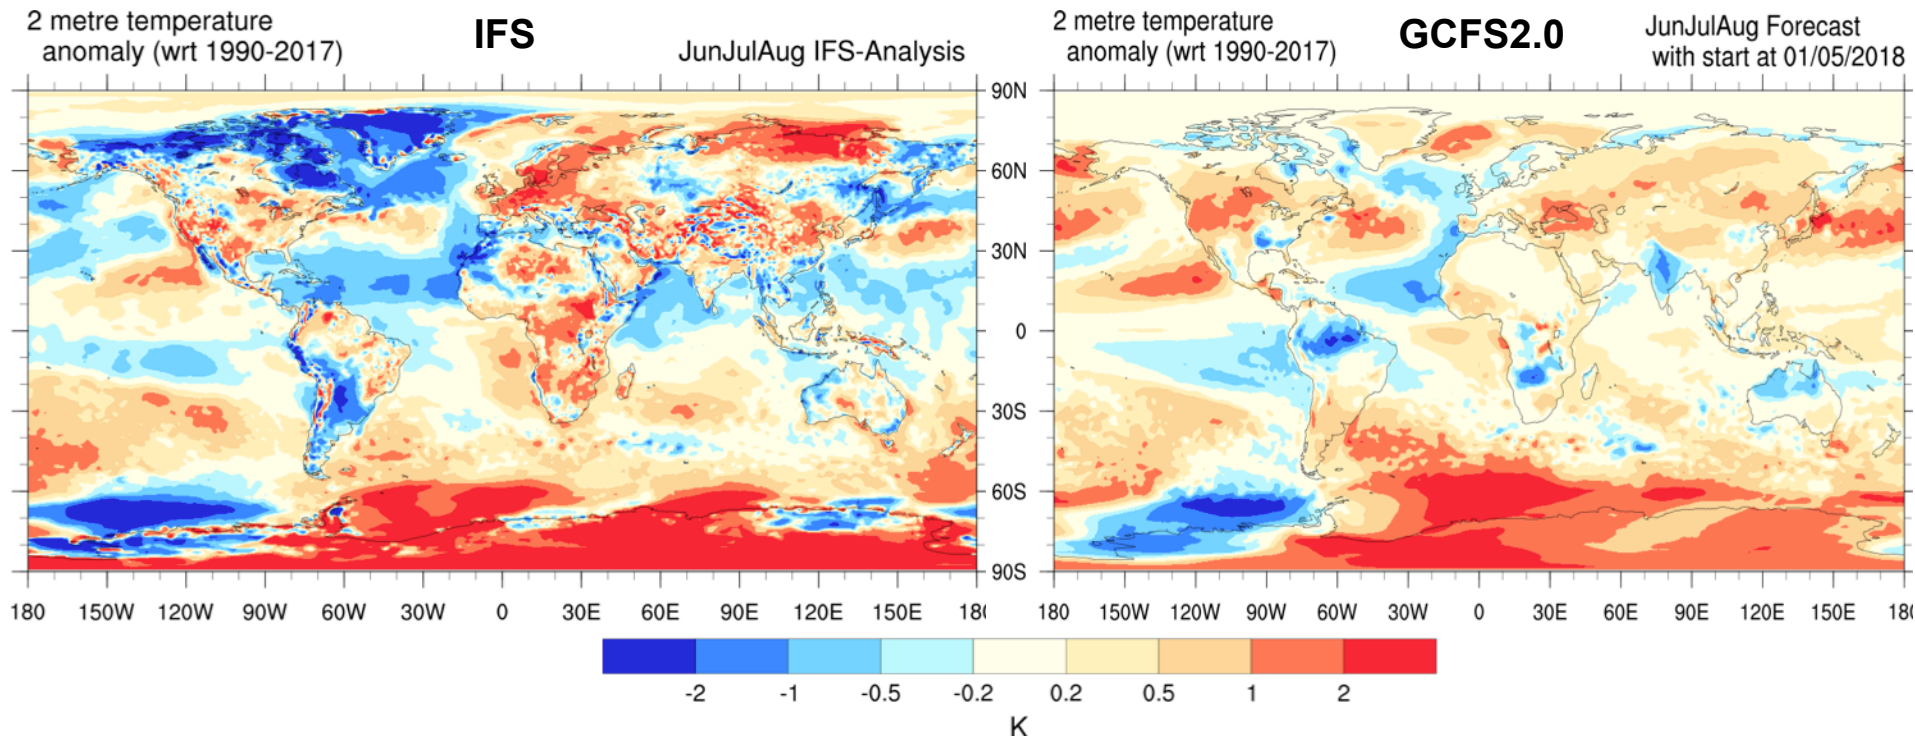 2 metre temperature
anomaly (wrt 1990-2017)
IFS
JunJulAug IFS-Analysis
2 metre temperature
anomaly (wrt 1990-2017)
GCFS2.0
JunJulAug Forecast
with start at 01/05/2018
90N
60N
30N
0
30S
60S
90S
180 150W 120W 90W 60W 30W 0 30E 60E 90E 120E 150E 180
180 150W 120W 90W 60W 30W 0 30E 60E 90E 120E 150E 180
-2 -1 -0.5 -0.2 0.2 0.5 1 2
K